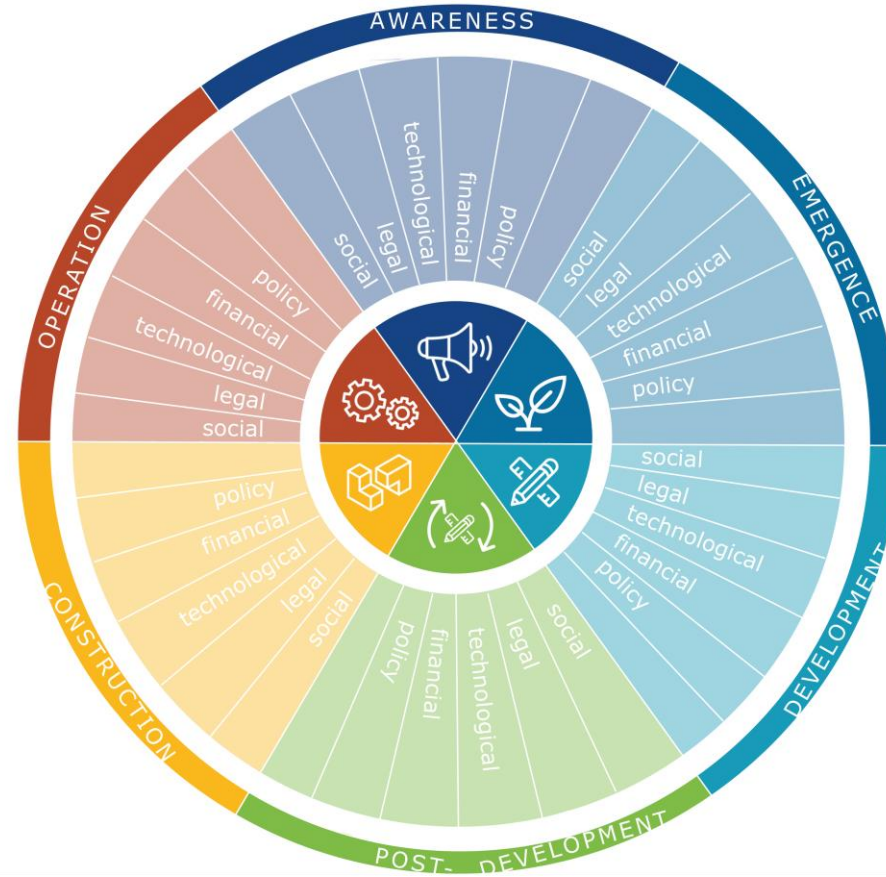 AWARENESS
social
legal
technological
financial
policy
EMERGENCE
social
legal
technological
financial
policy
DEVELOPMENT
social
legal
technological
financial
policy
POST- DEVELOPMENT
social
legal
technological
financial
policy
CONSTRUCTION
social
legal
technological
financial
policy
OPERATION
social
legal
technological
financial
policy